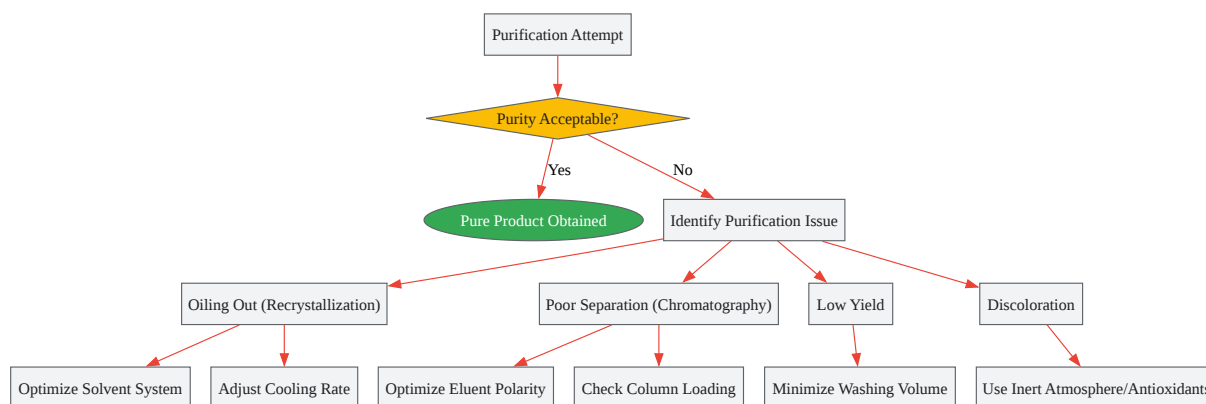 Purification Attempt
Purity Acceptable?
Yes
No
Pure Product Obtained
Identify Purification Issue
Oiling Out (Recrystallization)
Poor Separation (Chromatography)
Low Yield
Discoloration
Optimize Solvent System
Adjust Cooling Rate
Optimize Eluent Polarity
Check Column Loading
Minimize Washing Volume
Use Inert Atmosphere/Antioxidants